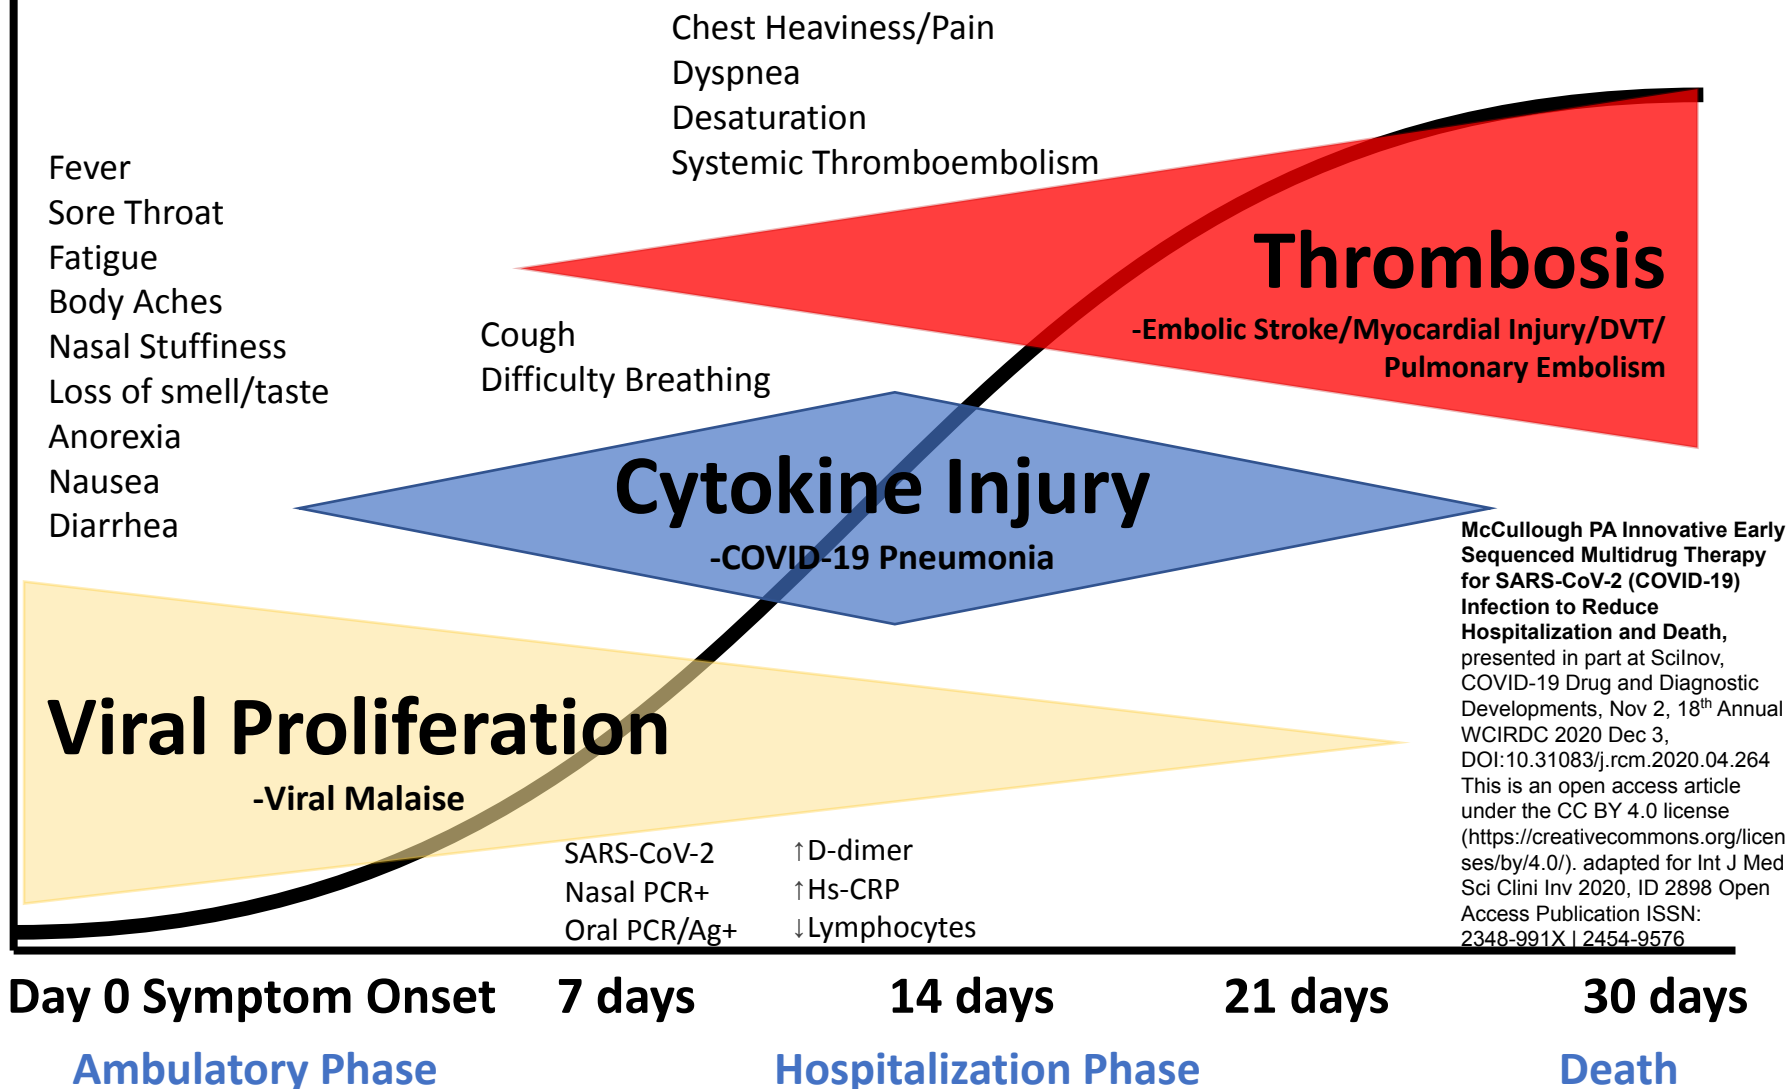 Chest Heaviness/Pain
Dyspnea
Desaturation
Systemic Thromboembolism
Fever
Sore Throat
Fatigue
Body Aches
Nasal Stuffiness
Loss of smell/taste
Anorexia
Nausea
Diarrhea
Cough
Difficulty Breathing
Thrombosis
-Embolic Stroke/Myocardial Injury/DVT/
Pulmonary Embolism
Cytokine Injury
-COVID-19 Pneumonia
Viral Proliferation
-Viral Malaise
SARS-CoV-2
Nasal PCR+
Oral PCR/Ag+
↑D-dimer
↑Hs-CRP
↓Lymphocytes
McCullough PA Innovative Early
Sequenced Multidrug Therapy
for SARS-CoV-2 (COVID-19)
Infection to Reduce
Hospitalization and Death,
presented in part at SciInov,
COVID-19 Drug and Diagnostic
Developments, Nov 2, 18th Annual
WCIRDC 2020 Dec 3,
DOI:10.31083/j.rcm.2020.04.264
This is an open access article
under the CC BY 4.0 license
(https://creativecommons.org/licen
ses/by/4.0/). adapted for Int J Med
Sci Clini Inv 2020, ID 2898 Open
Access Publication ISSN:
2348-991X | 2454-9576
Day 0 Symptom Onset 7 days 14 days 21 days 30 days
Ambulatory Phase Hospitalization Phase Death